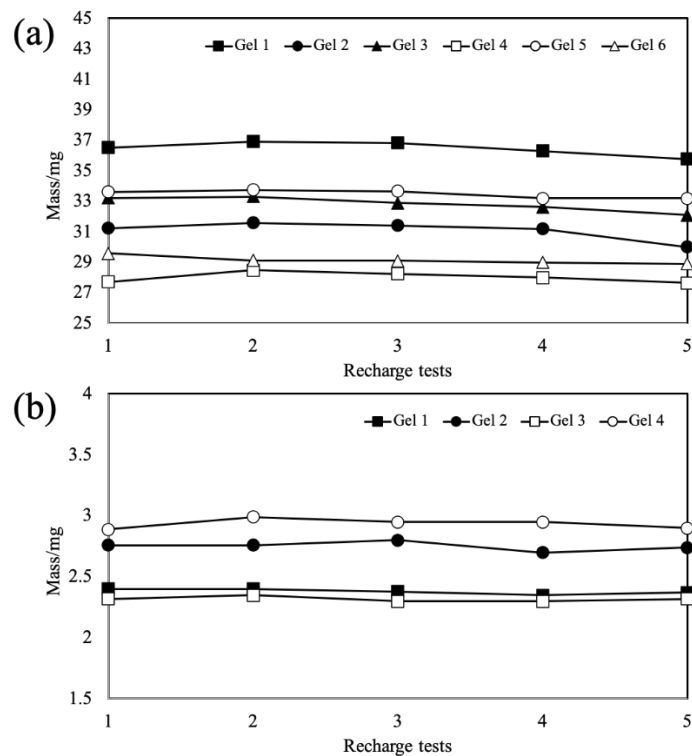 (a)
Gel 1 Gel 2 Gel 3 Gel 4 Gel 5 Gel 6
Mass/mg
45
43
41
39
37
35
33
31
29
27
25
1 2 3 4 5
Recharge tests
(b)
Gel 1 Gel 2 Gel 3 Gel 4
Mass/mg
4
3.5
3
2.5
2
1.5
1 2 3 4 5
Recharge tests